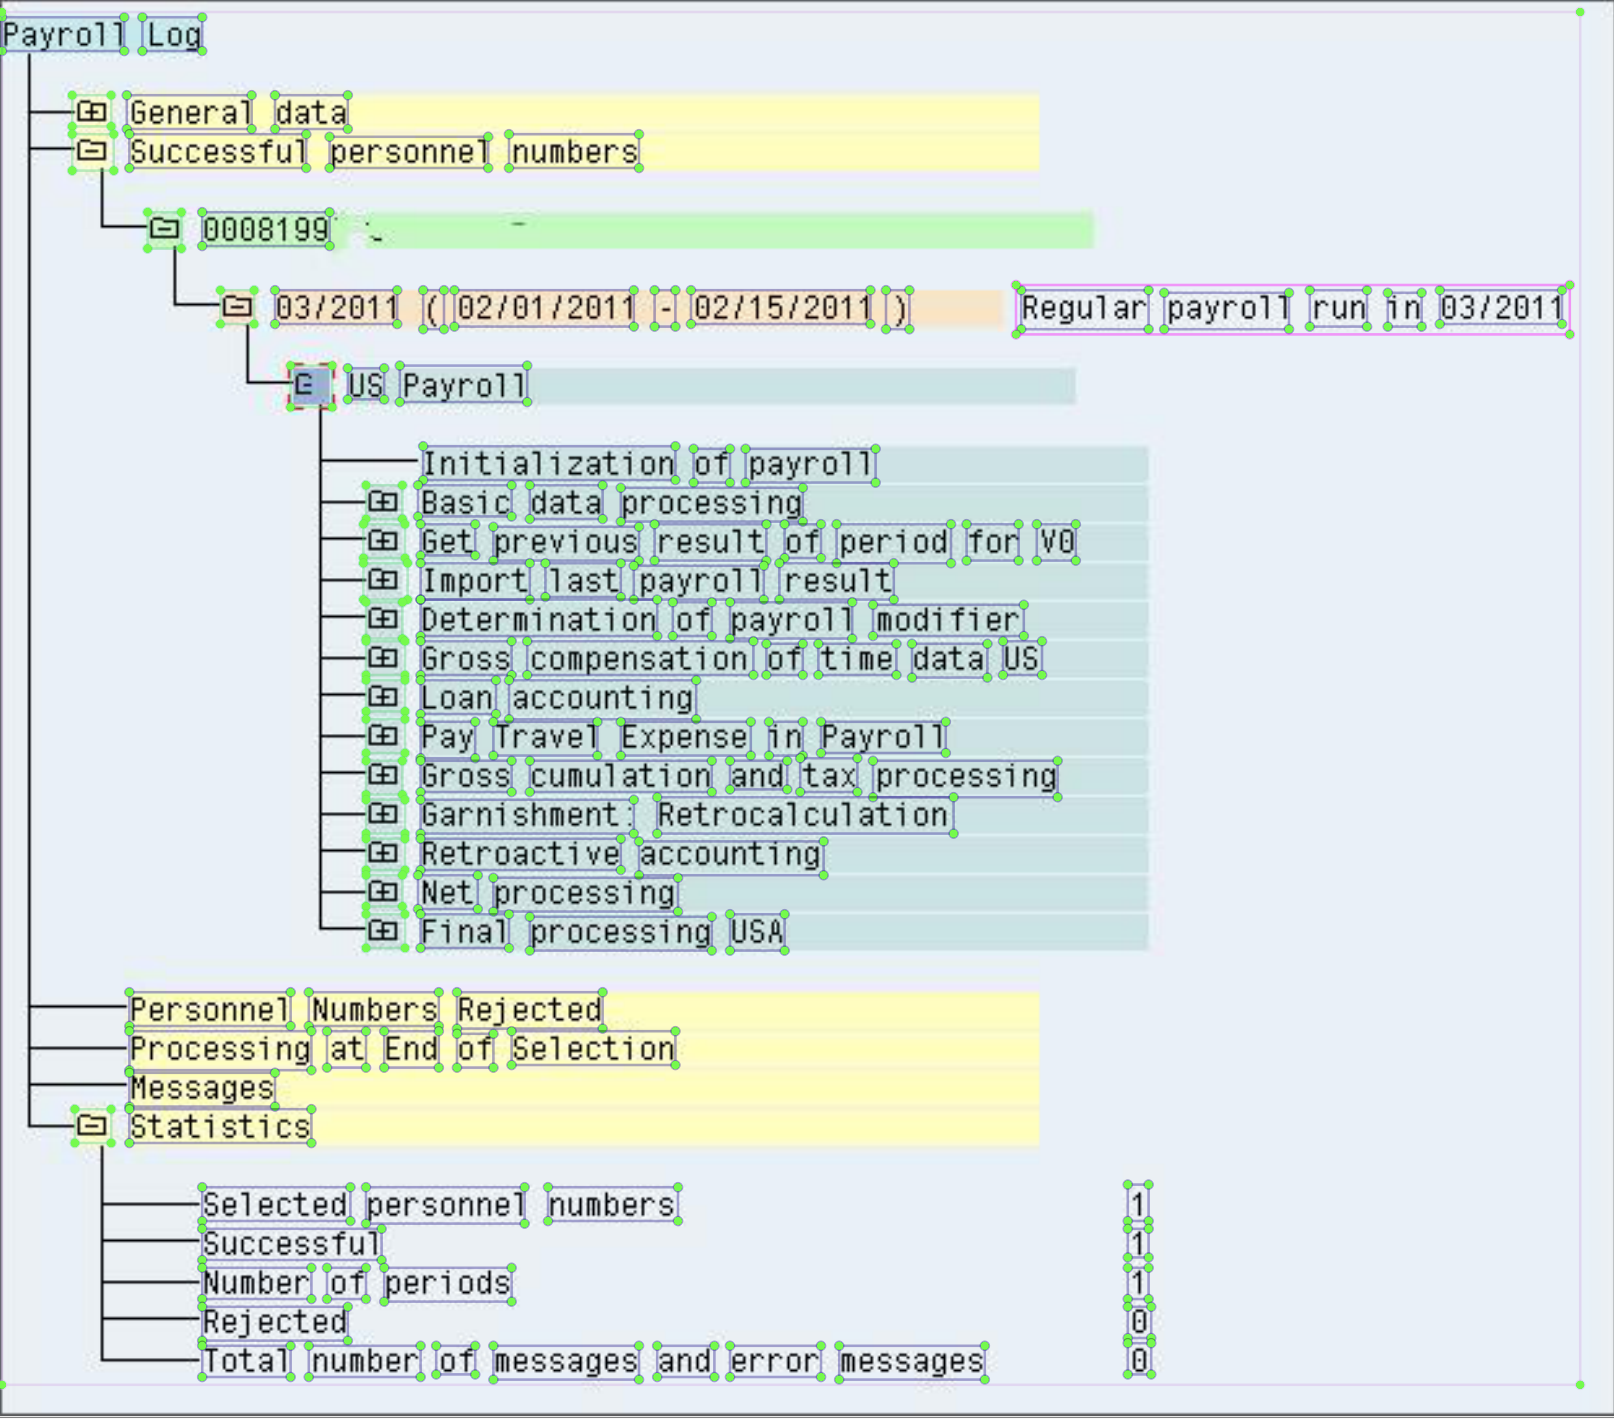 Payroll Log
General data
Successful personnel numbers
0008199
03/2011 ( 02/01/2011 - 02/15/2011 ) Regular payroll run in 03/2011
US Payroll
Initialization of payroll
Basic data processing
Get previous result of period for V0
Import last payroll result
Determination of payroll modifier
Gross compensation of time data US
Loan accounting
Pay Travel Expense in Payroll
Gross cumulation and tax processing
Garnishment: Retrocalculation
Retroactive accounting
Net processing
Final processing USA
Personnel Numbers Rejected
Processing at End of Selection
Messages
Statistics
Selected personnel numbers 1
Successful 1
Number of periods 1
Rejected 0
Total number of messages and error messages 0